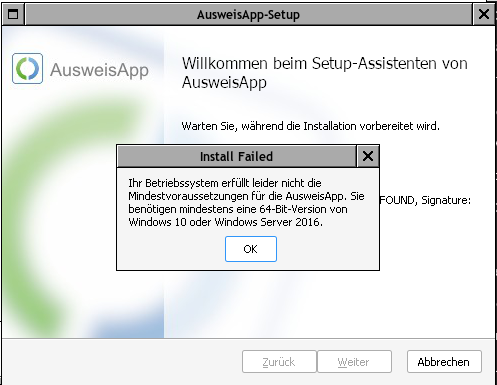 AusweisApp-Setup
AusweisApp
Willkommen beim Setup-Assistenten von
AusweisApp
Warten Sie, während die Installation vorbereitet wird.
Install Failed
Ihr Betriebssystem erfüllt leider nicht die
Mindestvoraussetzungen für die AusweisApp. Sie
benötigen mindestens eine 64-Bit-Version von
Windows 10 oder Windows Server 2016.
FOUND, Signature:
OK
Zurück
Weiter
Abbrechen